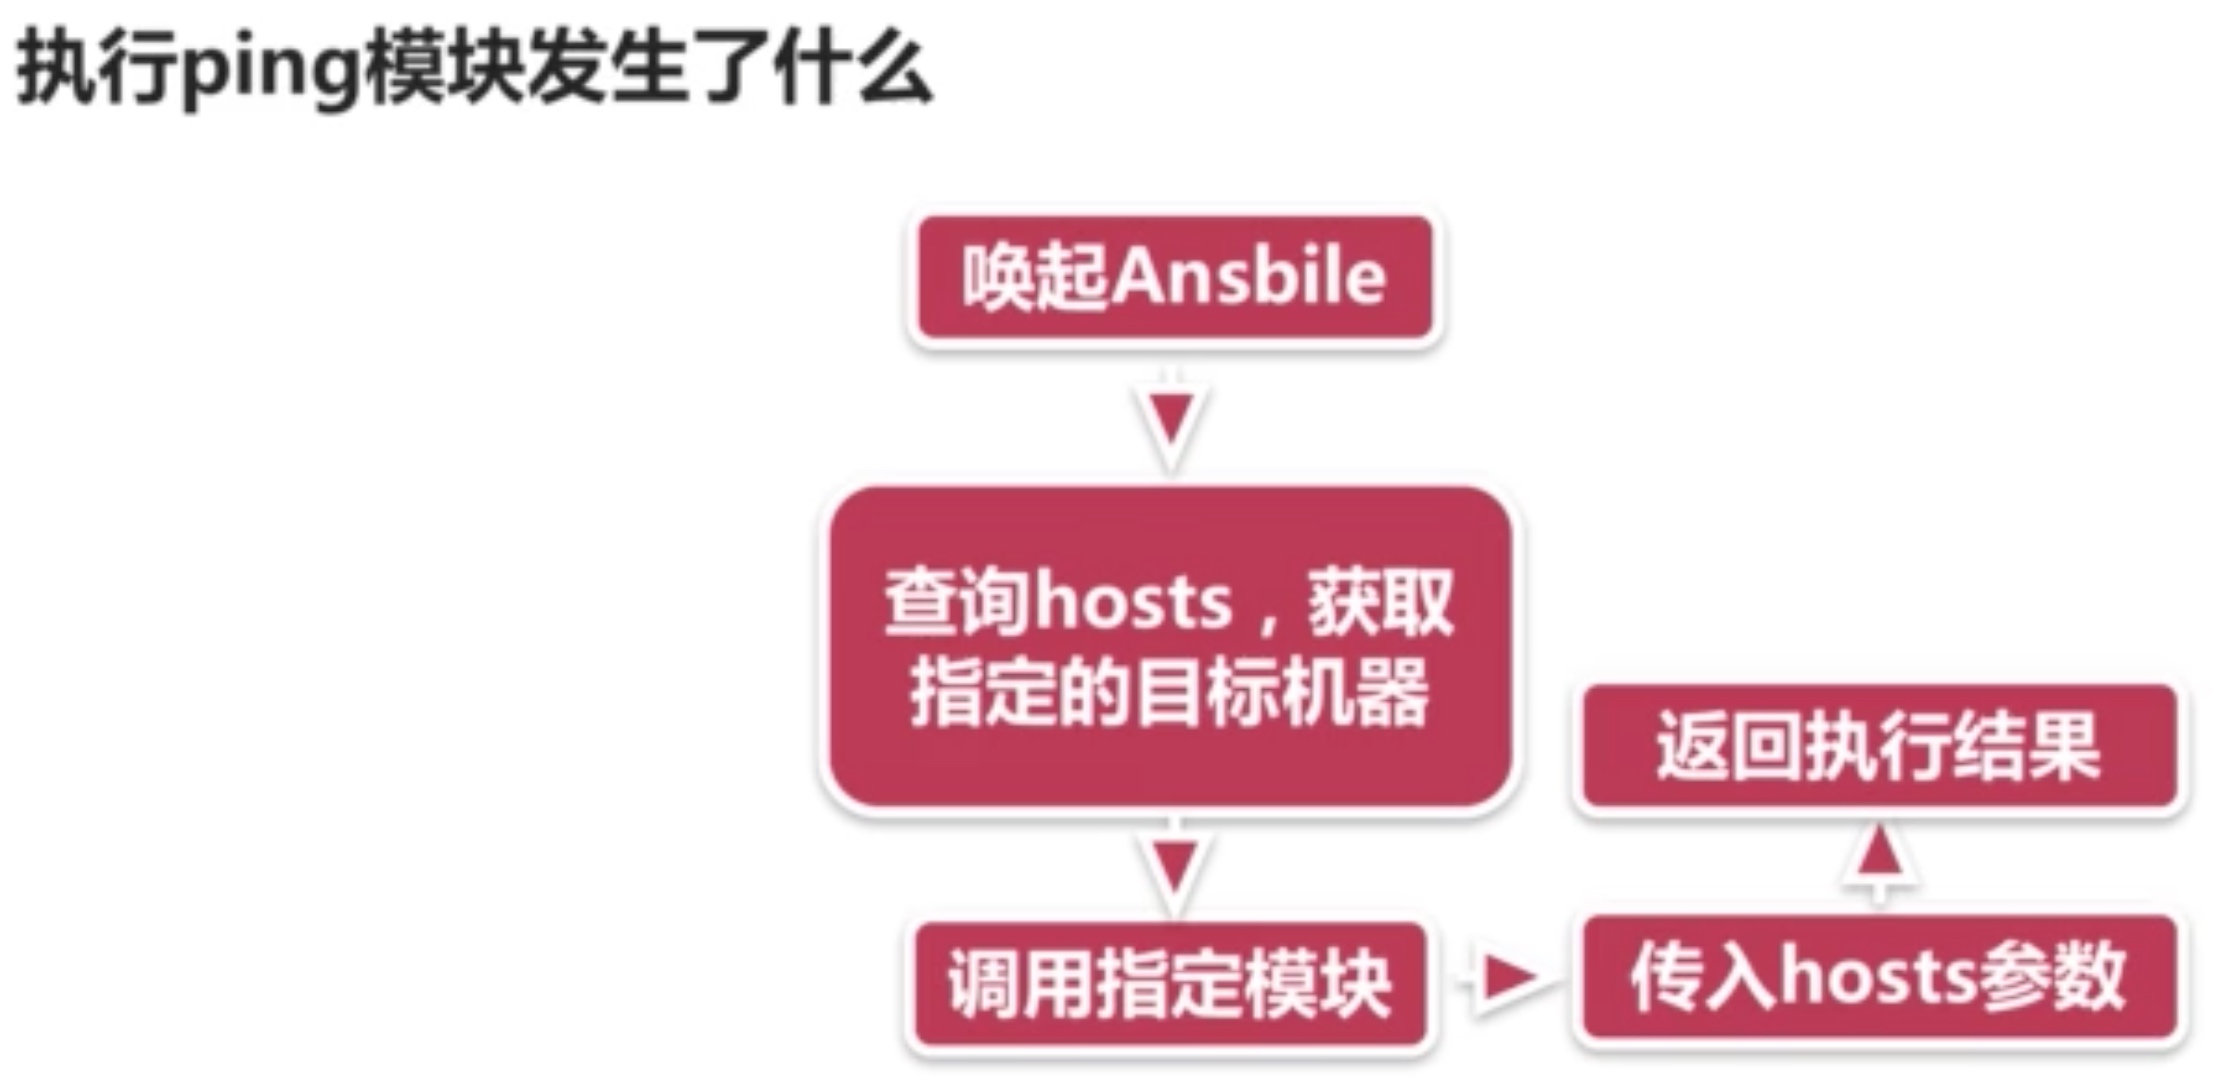 执行ping模块发生了什么
唤起Ansbile
查询hosts，获取
指定的目标机器
调用指定模块
传入hosts参数
返回执行结果